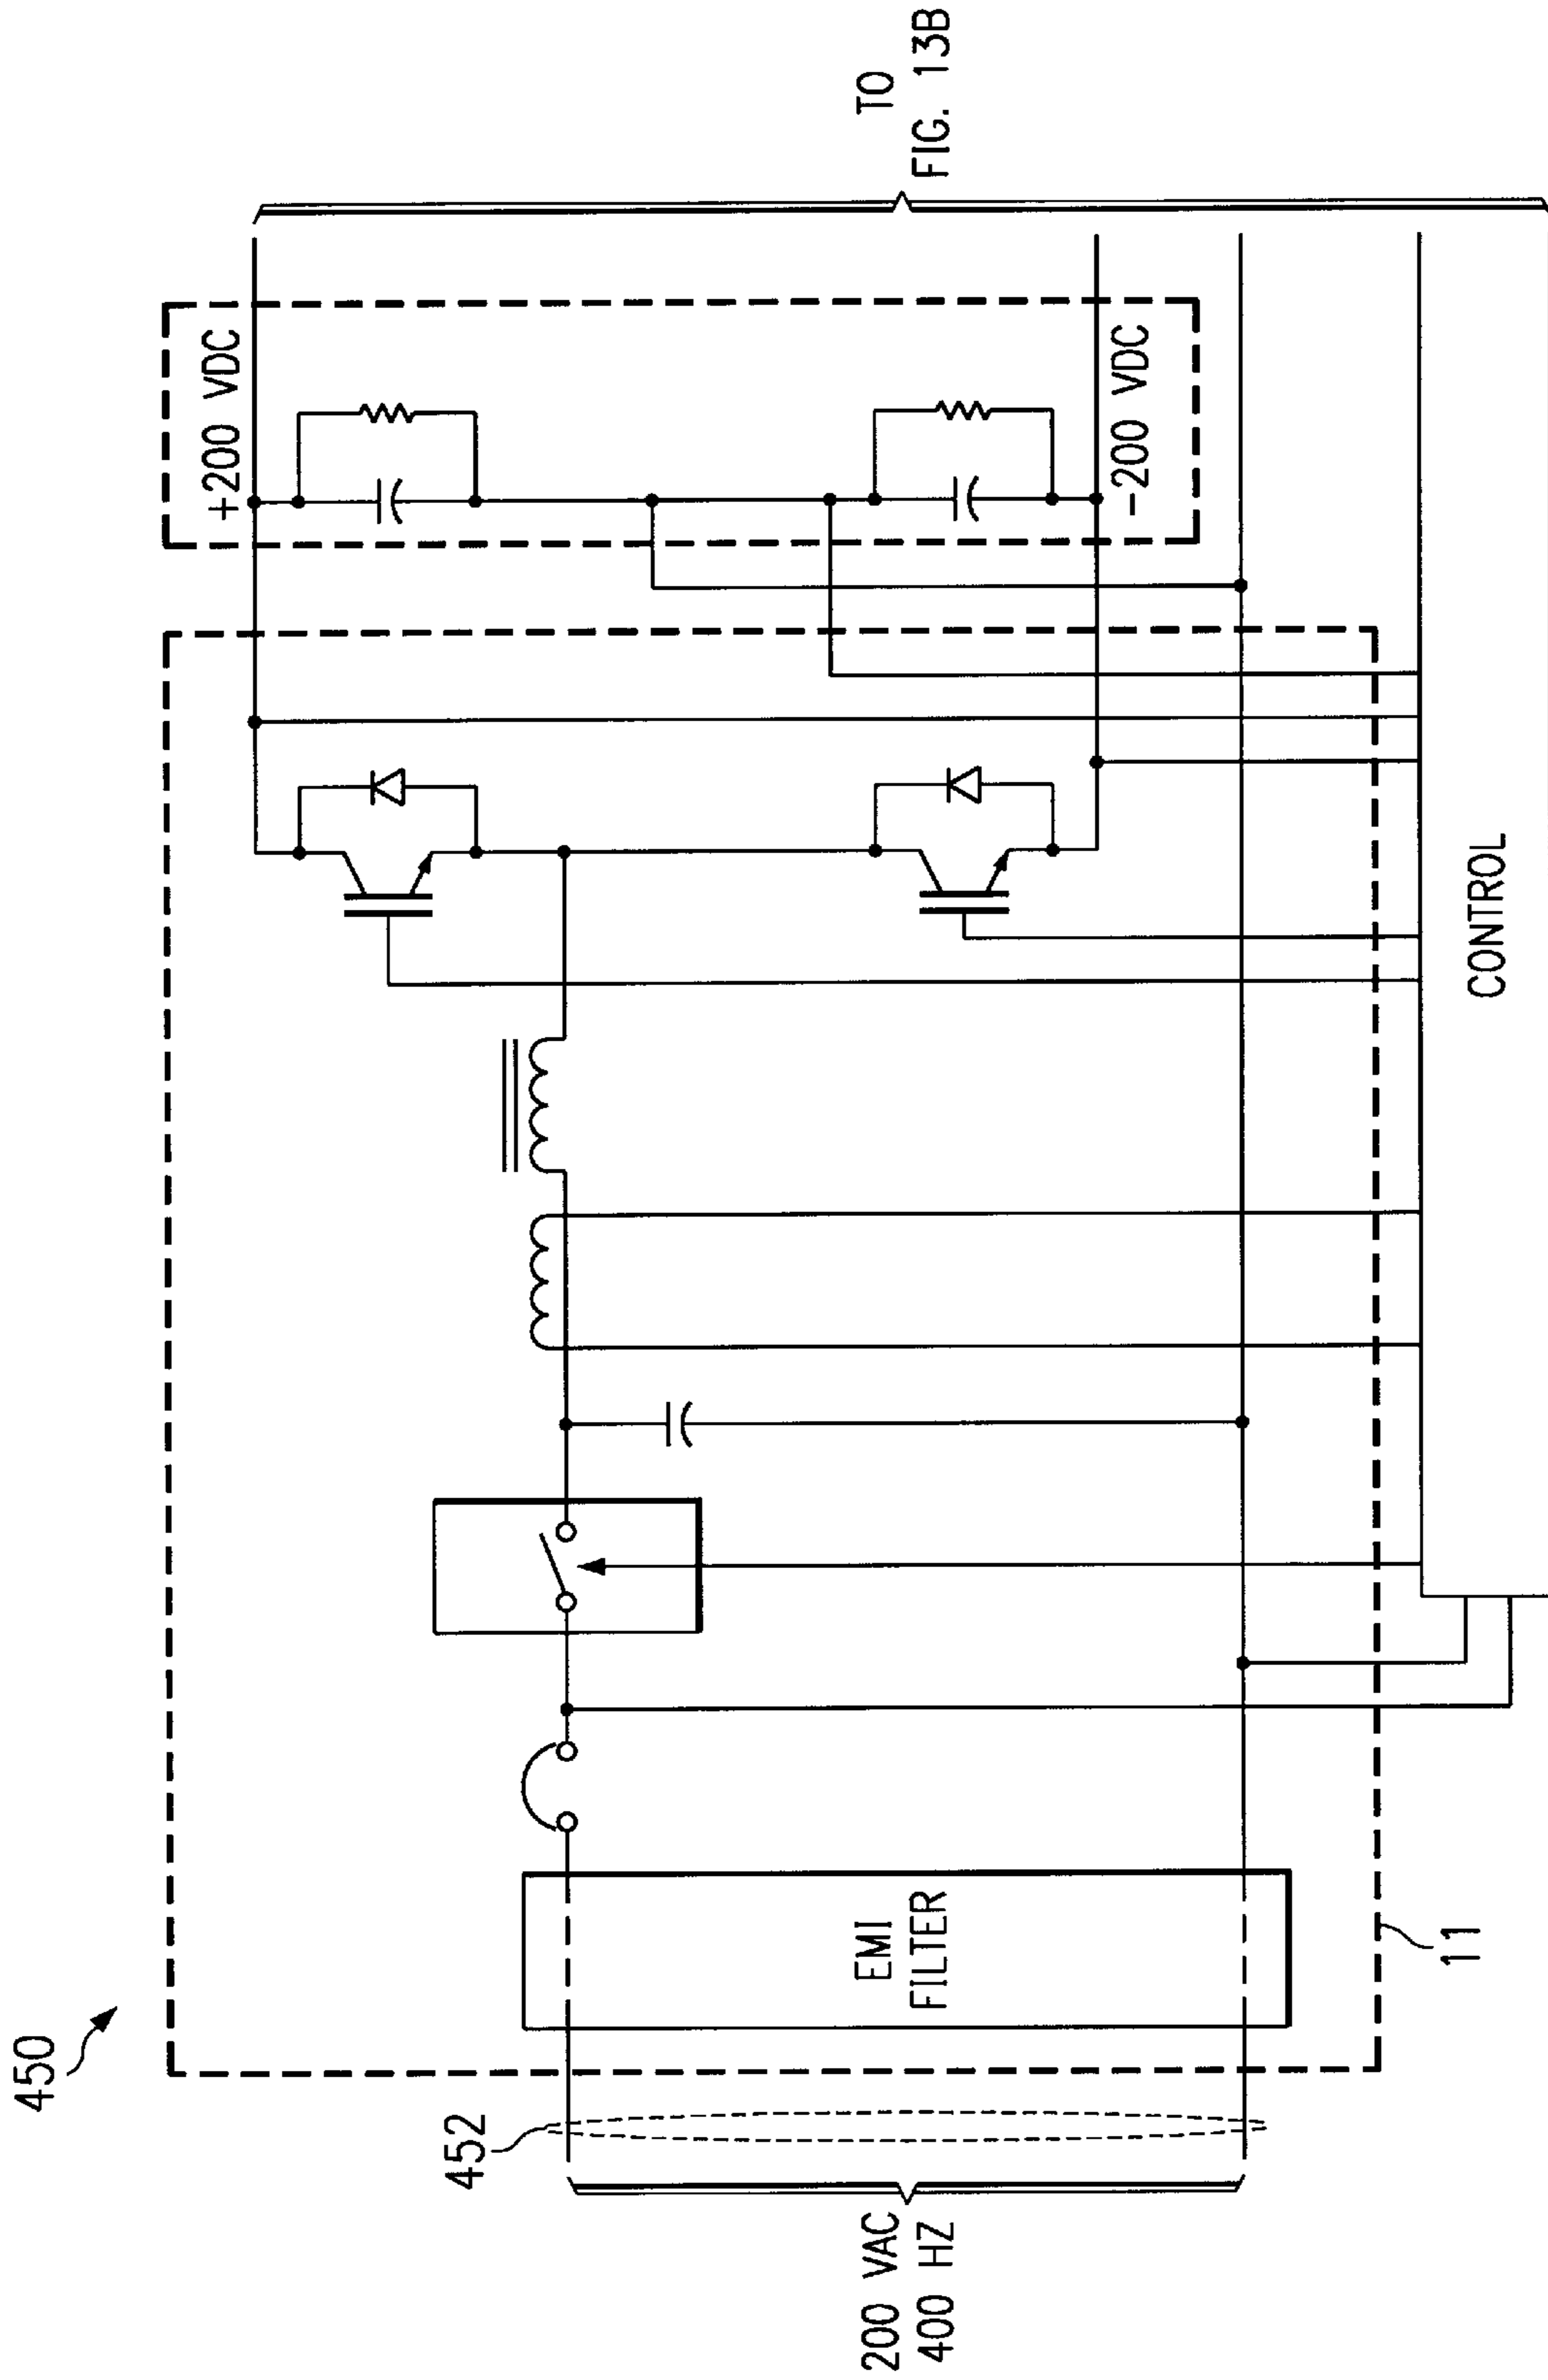 450
452
200 VAC
400 HZ
EMI
FILTER
11
CONTROL
+200 VDC
-200 VDC
TO
FIG. 13B